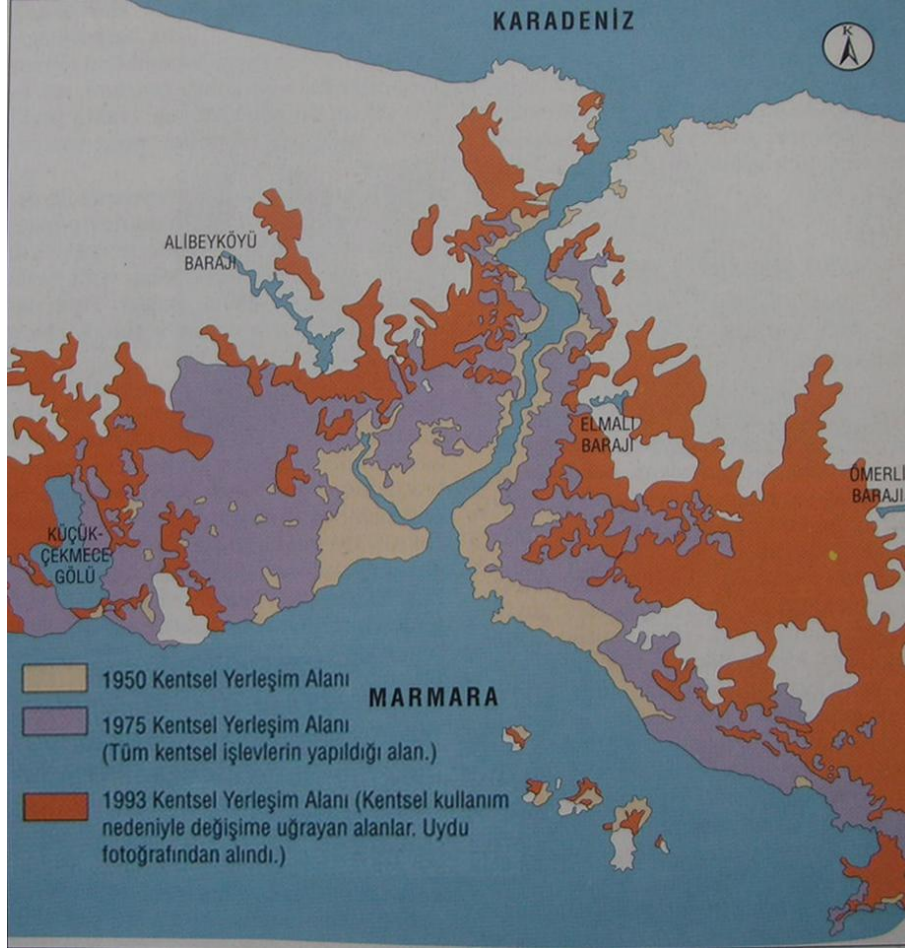 KARADENİZ
K
ALİBEYKÖYÜ
BARAJI
ELMALI
BARAJI
ÖMERLİ
BARAJI
KÜÇÜK-
ÇEKMECE
GÖLÜ
MARMARA
1950 Kentsel Yerleşim Alanı
1975 Kentsel Yerleşim Alanı
(Tüm kentsel işlevlerin yapıldığı alan.)
1993 Kentsel Yerleşim Alanı (Kentsel kullanım
nedeniyle değişime uğrayan alanlar. Uydu
fotoğrafından alındı.)